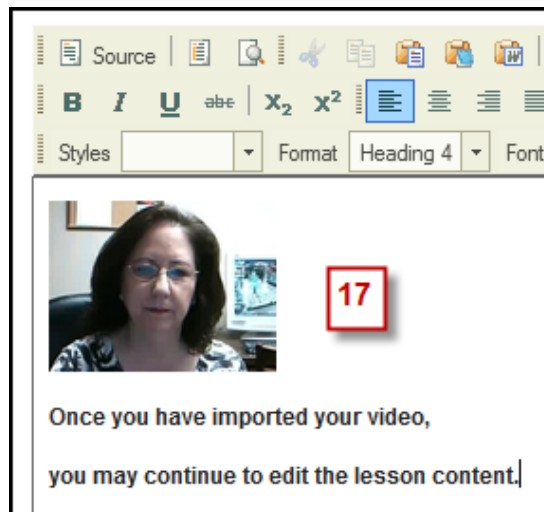 Source
B I U abc X₂ X²
Styles Format Heading 4 Font
17
Once you have imported your video,
you may continue to edit the lesson content.